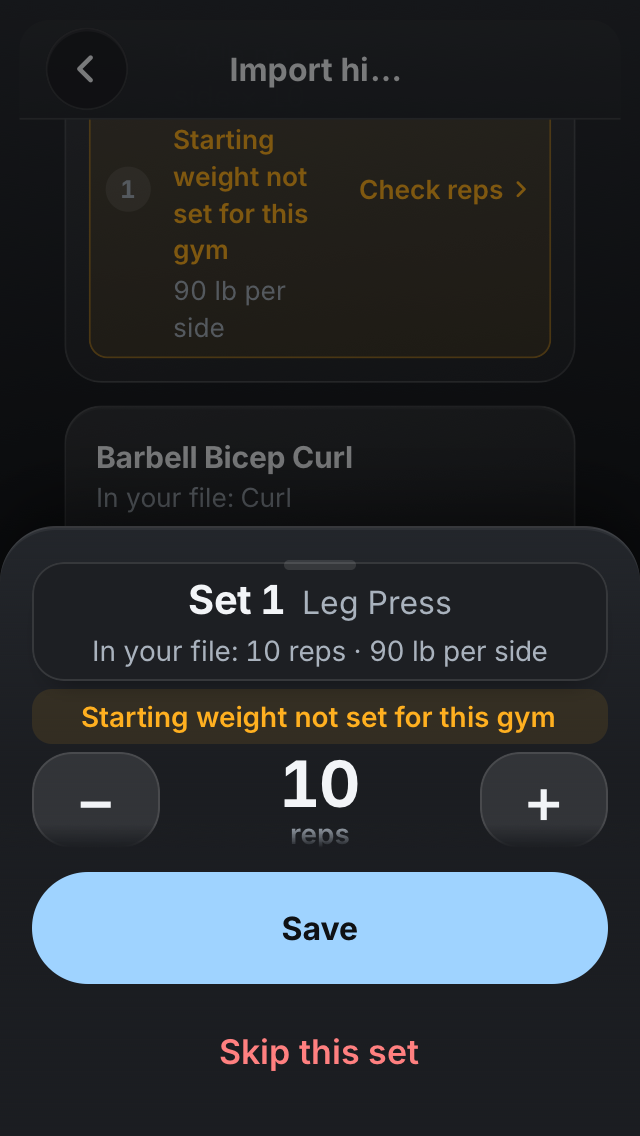 Import hi...
Starting
weight not
set for this
gym
1
Check reps
90 lb per
side
Barbell Bicep Curl
In your file: Curl
Set 1 Leg Press
In your file: 10 reps · 90 lb per side
Starting weight not set for this gym
−
10
+
reps
Save
Skip this set